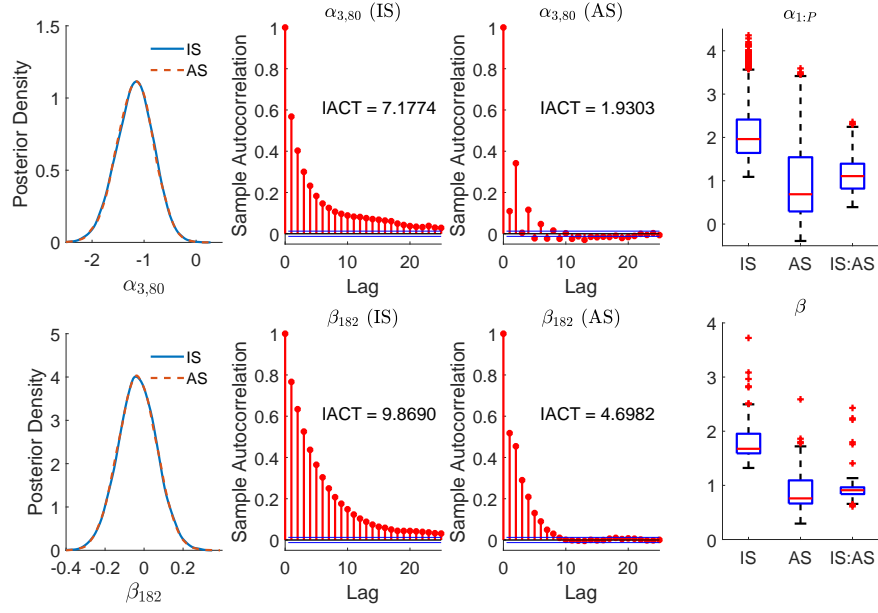 α3,80 (IS)
α3,80 (AS)
α1:P
Posterior Density
1.5
1
0.5
0
-2
-1
0
α3,80
IS
AS
Sample Autocorrelation
1
0.8
0.6
0.4
0.2
0
IACT = 7.1774
0
10
20
Lag
Sample Autocorrelation
1
0.8
0.6
0.4
0.2
0
IACT = 1.9303
0
10
20
Lag
4
3
2
1
0
IS
AS
IS:AS
β182 (IS)
β182 (AS)
β
Posterior Density
5
4
3
2
1
0
-0.4
-0.2
0
0.2
β182
IS
AS
Sample Autocorrelation
1
0.8
0.6
0.4
0.2
0
IACT = 9.8690
0
10
20
Lag
Sample Autocorrelation
1
0.8
0.6
0.4
0.2
0
IACT = 4.6982
0
10
20
Lag
4
3
2
1
0
IS
AS
IS:AS